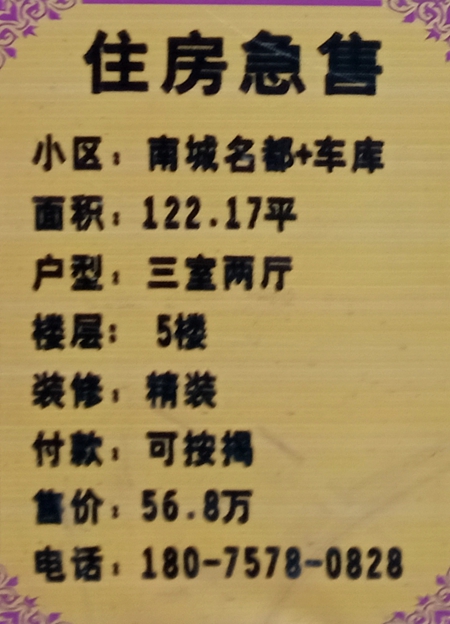 住房急售
小区：南城名都+车库
面积：122.17平
户型：三室两厅
楼层：5楼
装修：精装
付款：可按揭
售价：56.8万
电话：180-7578-0828